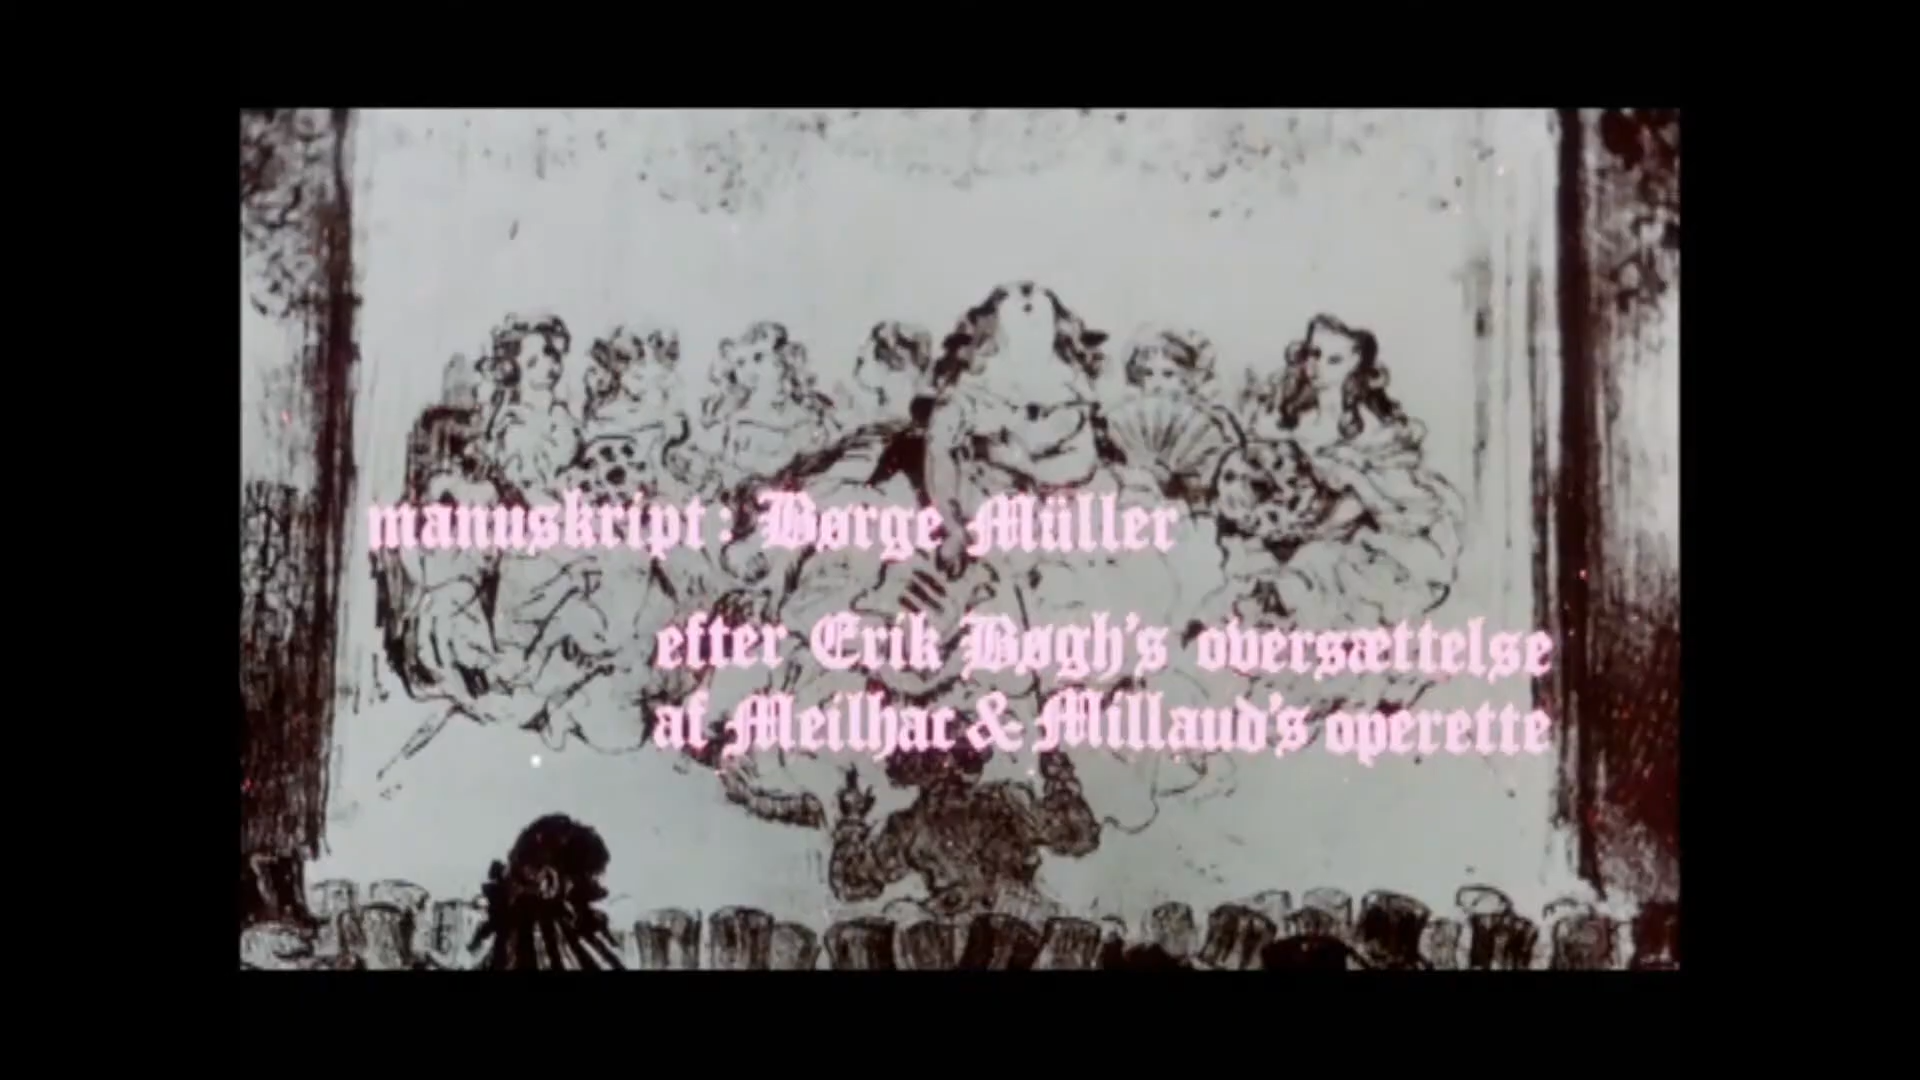 manuskript: Børge Müller
efter Erik Bøgh's oversættelse
af Meilhac & Millaud's operette